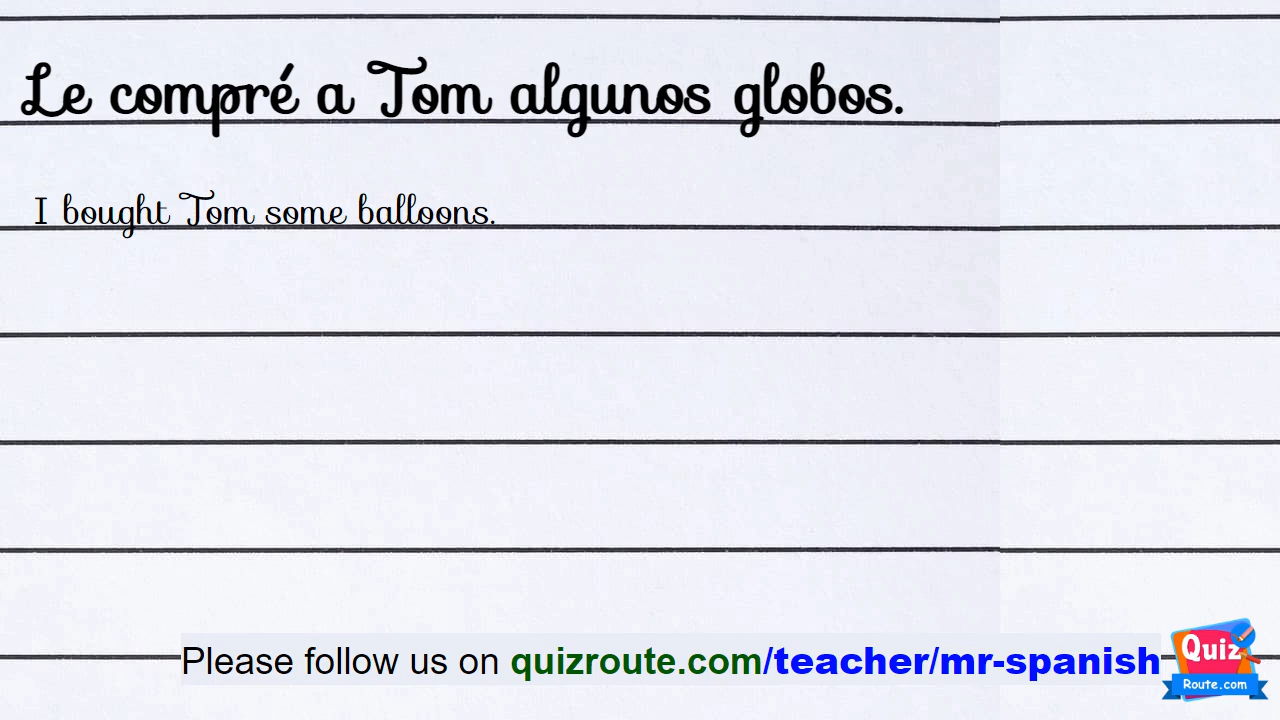 Le compré a Tom algunos globos.
I bought Tom some balloons.
Please follow us on quizroute.com/teacher/mr-spanish
Quiz
Route.com